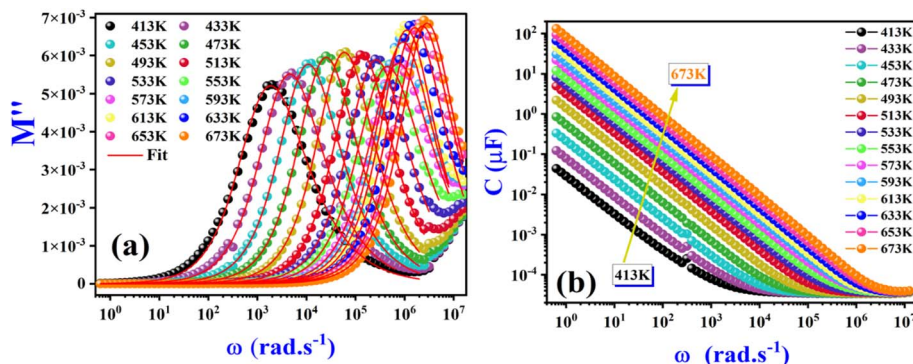 7×10⁻³
6×10⁻³
5×10⁻³
4×10⁻³
3×10⁻³
2×10⁻³
1×10⁻³
0
M''
413K 433K
453K 473K
493K 513K
533K 553K
573K 593K
613K 633K
653K 673K
Fit
(a)
10⁰ 10¹ 10² 10³ 10⁴ 10⁵ 10⁶ 10⁷
ω (rad.s⁻¹)
10²
10¹
10⁰
10⁻¹
10⁻²
10⁻³
10⁻⁴
C (μF)
673K
413K
413K
433K
453K
473K
493K
513K
533K
553K
573K
593K
613K
633K
653K
673K
(b)
10⁰ 10¹ 10² 10³ 10⁴ 10⁵ 10⁶ 10⁷
ω (rad.s⁻¹)